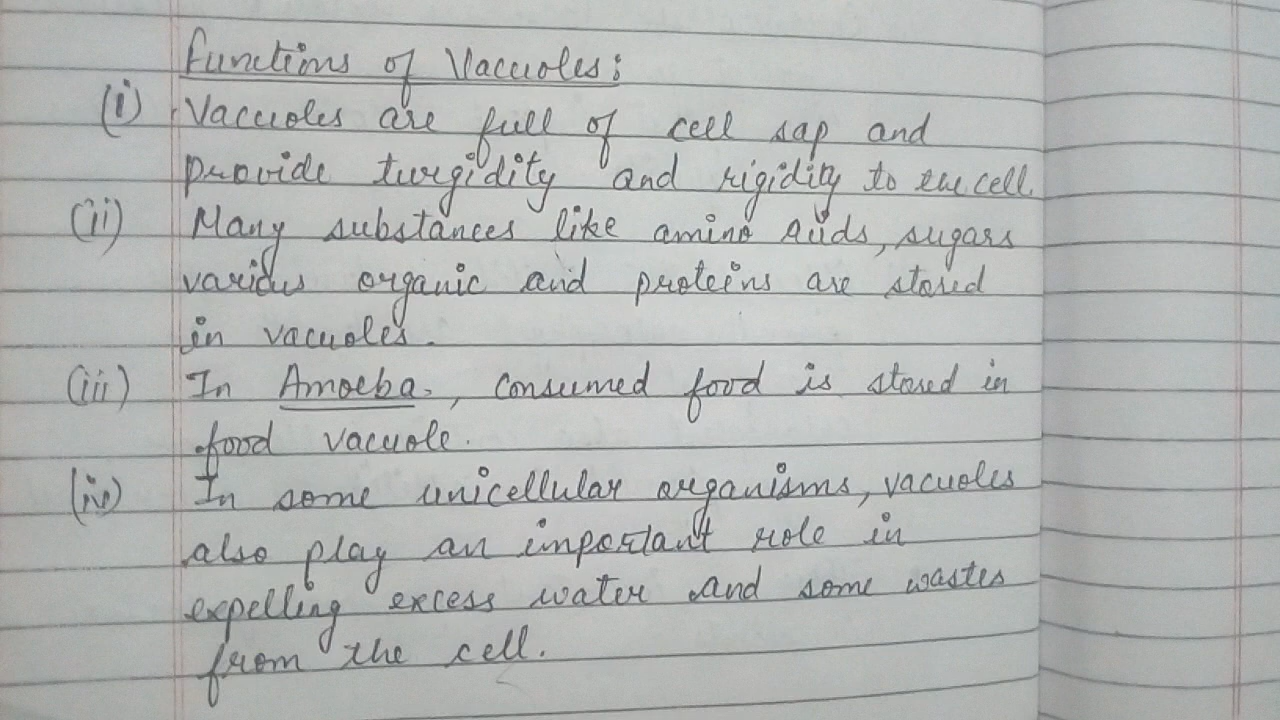 Functions of Vacuoles:
(i) Vacuoles are full of cell sap and
provide turgidity and rigidity to the cell.
(ii) Many substances like amino acids, sugars
various organic and proteins are stored
in vacuoles.
(iii) In Amoeba, consumed food is stored in
food vacuole.
(iv) In some unicellular organisms, vacuoles
also play an important role in
expelling excess water and some wastes
from the cell.